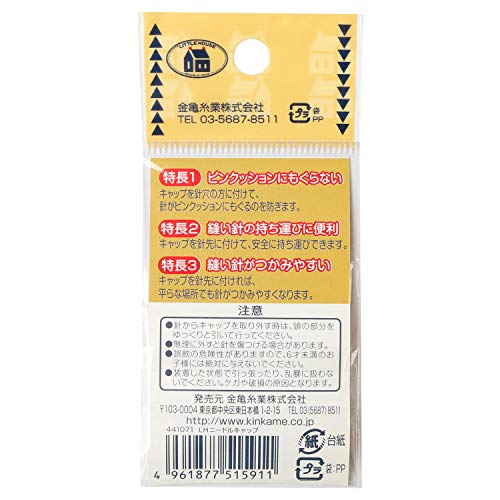 LITTLE HOUSE
金亀糸業株式会社
TEL 03-5687-8511
プラ 袋 PP
特長1 ピンクッションにもぐらない
キャップを針穴の方に付けて、
針がピンクッションにもぐるのを防ぎます。
特長2 縫い針の持ち運びに便利
キャップを針先に付けて、安全に持ち運びできます。
特長3 縫い針がつかみやすい
キャップを針先に付ければ、
平らな場所でも針がつかみやすくなります。
注意
●針からキャップを取り外す時は、頭の部分を
ゆっくりと引いて行ってください。
●無理に外すと針を傷つける場合があります。
●誤飲の危険性がありますので、6才未満のお
子様には絶対に与えないでください。
●装着した状態で引っ張ったり、乱暴に扱わな
いでください。ケガや破損の原因となります。
発売元 金亀糸業株式会社
〒103-0004 東京都中央区東日本橋1-2-15 TEL 03(5687)8511
http://www.kinkame.co.jp
441071 LHニードルキャップ
4 961877 515911
紙 台紙
プラ 袋:PP